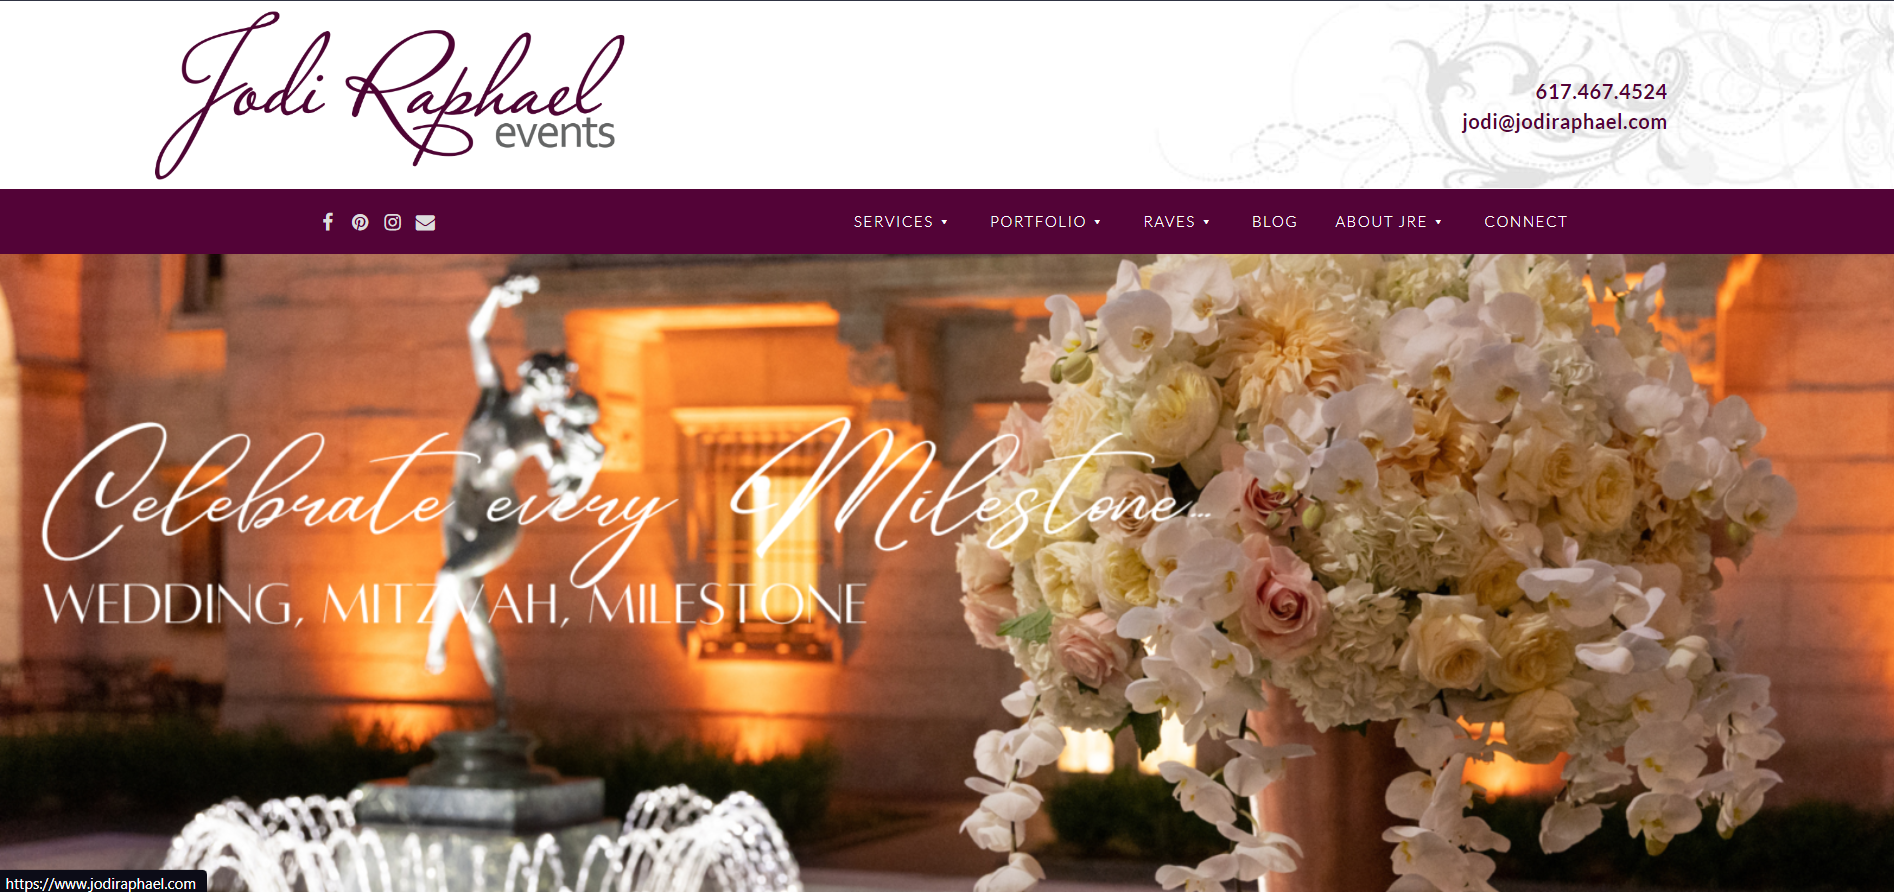 Jodi Raphael
events
617.467.4524
jodi@jodiraphael.com
SERVICES PORTFOLIO RAVES BLOG ABOUT JRE CONNECT
Celebrate every Milestone...
WEDDING, MITZVAH, MILESTONE
https://www.jodiraphael.com